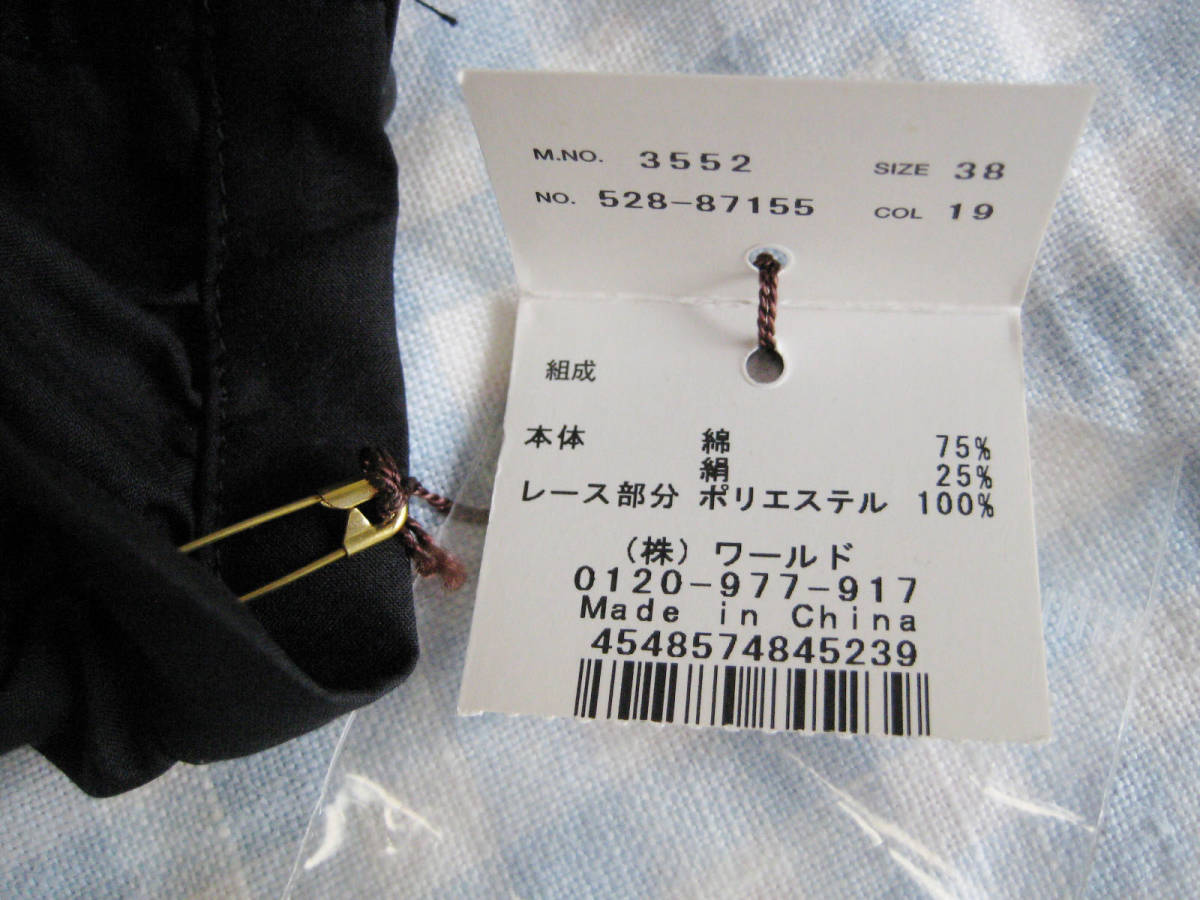 M.NO. 3552 SIZE 38
NO. 528-87155 COL 19
組成
本体 綿 75%
絹 25%
レース部分 ポリエステル 100%
(株)ワールド
0120-977-917
Made in China
4548574845239